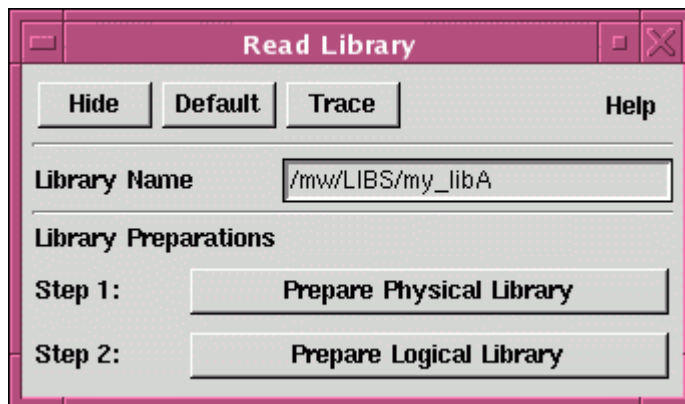 Read Library
Hide Default Trace Help
Library Name /mw/LIBS/my_libA
Library Preparations
Step 1: Prepare Physical Library
Step 2: Prepare Logical Library